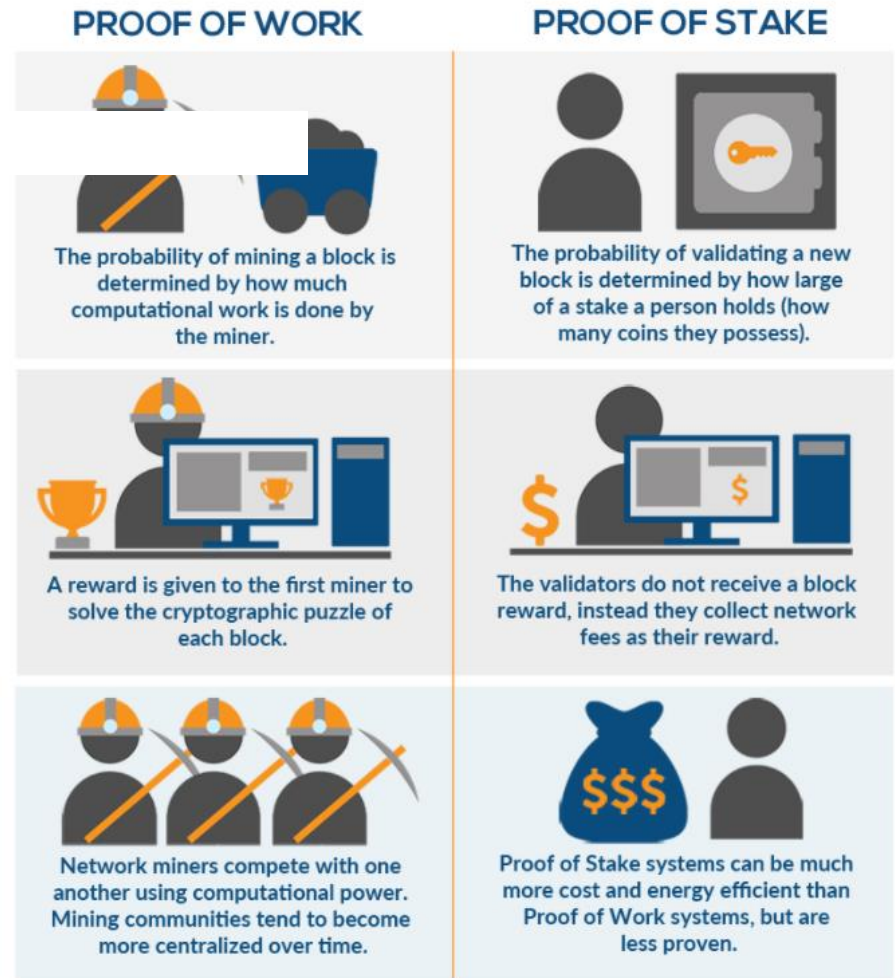 PROOF OF WORK
PROOF OF STAKE
The probability of mining a block is
determined by how much
computational work is done by
the miner.
The probability of validating a new
block is determined by how large
of a stake a person holds (how
many coins they possess).
A reward is given to the first miner to
solve the cryptographic puzzle of
each block.
$
$
The validators do not receive a block
reward, instead they collect network
fees as their reward.
Network miners compete with one
another using computational power.
Mining communities tend to become
more centralized over time.
$$$
Proof of Stake systems can be much
more cost and energy efficient than
Proof of Work systems, but are
less proven.